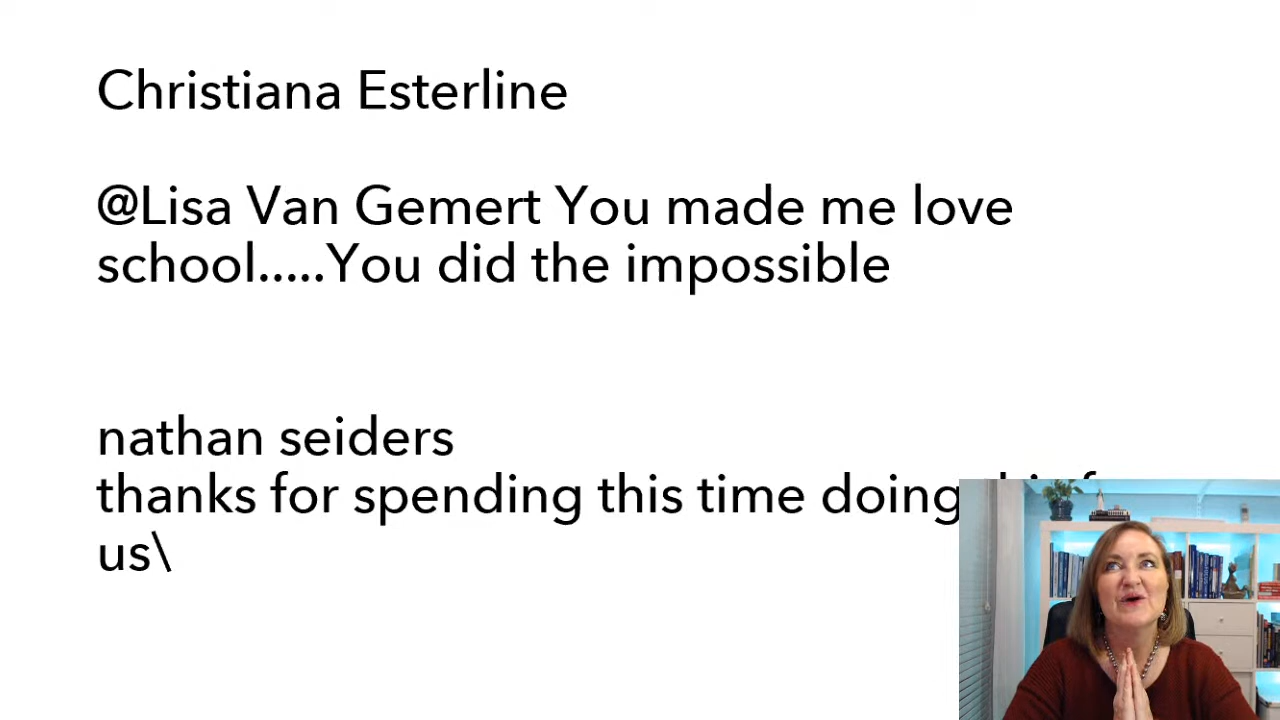 Christiana Esterline
@Lisa Van Gemert You made me love
school.....You did the impossible
nathan seiders
thanks for spending this time doing
us\